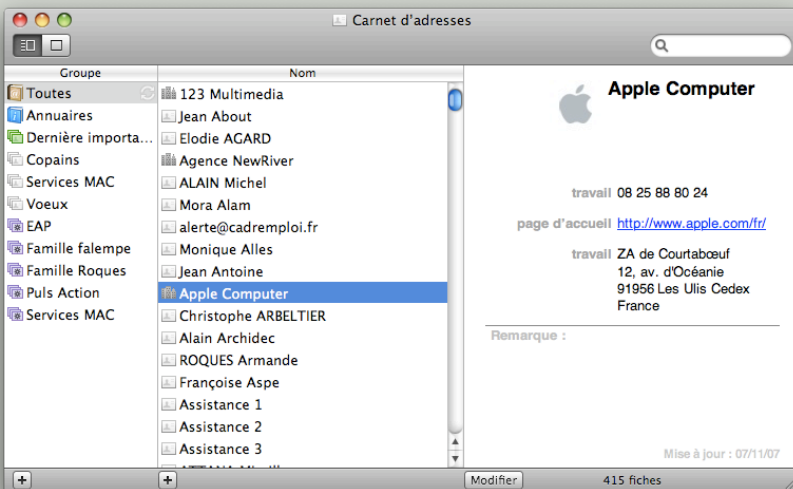 Carnet d'adresses
Groupe
Toutes
Annuaires
Dernière importa...
Copains
Services MAC
Voeux
EAP
Famille falempe
Famille Roques
Puls Action
Services MAC
Nom
123 Multimedia
Jean About
Elodie AGARD
Agence NewRiver
ALAIN Michel
Mora Alam
alerte@cadremploi.fr
Monique Alles
Jean Antoine
Apple Computer
Christophe ARBELTIER
Alain Archidec
ROQUES Armande
Françoise Aspe
Assistance 1
Assistance 2
Assistance 3
Apple Computer
travail 08 25 88 80 24
page d'accueil http://www.apple.com/fr/
travail ZA de Courtabœuf
12, av. d'Océanie
91956 Les Ulis Cedex
France
Remarque :
Mise à jour : 07/11/07
Modifier
415 fiches